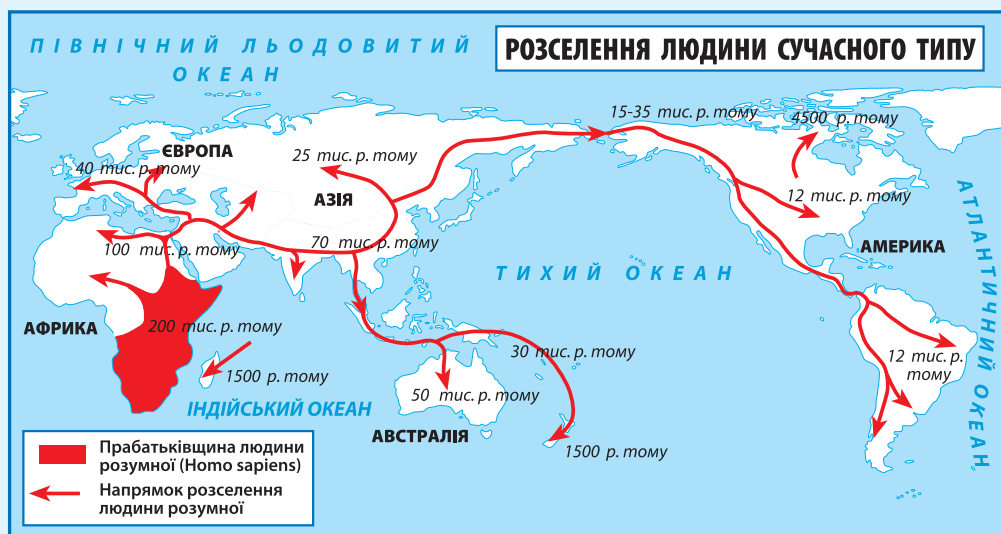 ПІВНІЧНИЙ ЛЬОДОВИТИЙ
ОКЕАН
РОЗСЕЛЕННЯ ЛЮДИНИ СУЧАСНОГО ТИПУ
15-35 тис. р. тому
4500 р. тому
ЄВРОПА
40 тис. р. тому
25 тис. р. тому
АЗІЯ
12 тис. р. тому
100 тис. р. тому
70 тис. р. тому
АМЕРИКА
ТИХИЙ ОКЕАН
АТЛАНТИЧНИЙ ОКЕАН
АФРИКА
200 тис. р. тому
30 тис. р. тому
12 тис. р.
тому
1500 р. тому
50 тис. р. тому
ІНДІЙСЬКИЙ ОКЕАН
АВСТРАЛІЯ
1500 р. тому
Прабатьківщина людини
розумної (Homo sapiens)
Напрямок розселення
людини розумної